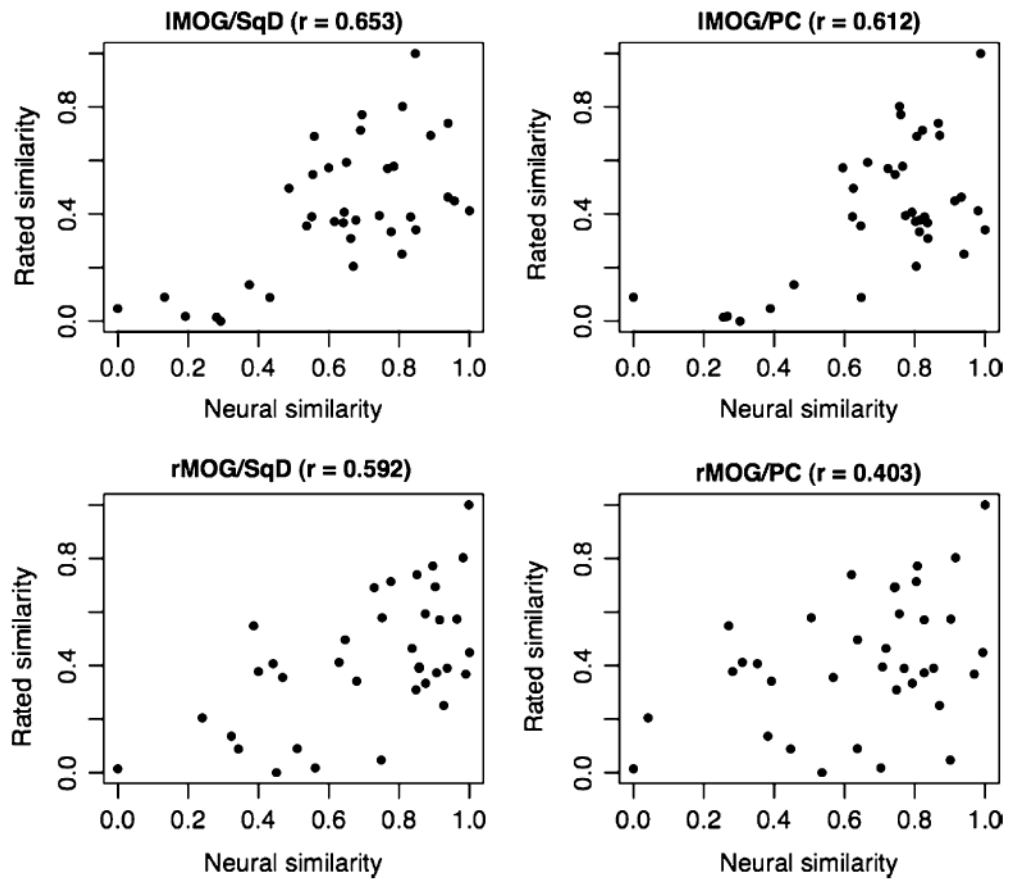 lMOG/SqD (r = 0.653)
Rated similarity
0.8
0.4
0.0
0.0 0.2 0.4 0.6 0.8 1.0
Neural similarity
lMOG/PC (r = 0.612)
Rated similarity
0.8
0.4
0.0
0.0 0.2 0.4 0.6 0.8 1.0
Neural similarity
rMOG/SqD (r = 0.592)
Rated similarity
0.8
0.4
0.0
0.0 0.2 0.4 0.6 0.8 1.0
Neural similarity
rMOG/PC (r = 0.403)
Rated similarity
0.8
0.4
0.0
0.0 0.2 0.4 0.6 0.8 1.0
Neural similarity